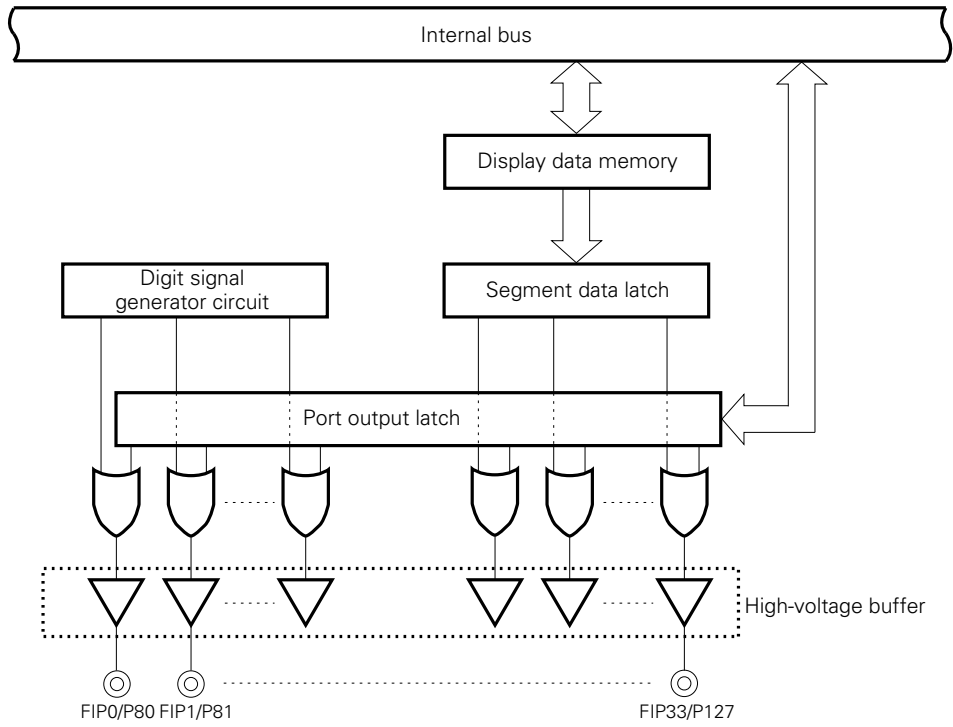 Internal bus
Display data memory
Digit signal
generator circuit
Segment data latch
Port output latch
High-voltage buffer
FIP0/P80 FIP1/P81 FIP33/P127